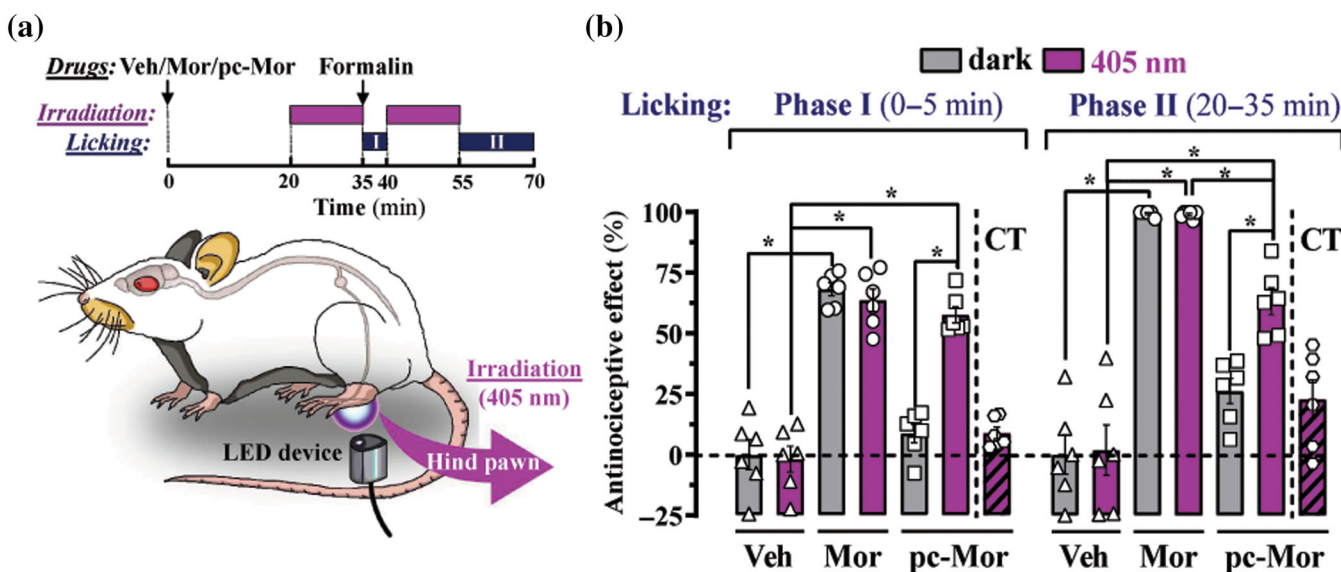 (a)
Drugs: Veh/Mor/pc-Mor Formalin
Irradiation:
Licking: I II
0 20 35 40 55 70
Time (min)
Irradiation
(405 nm)
LED device
Hind pawn
(b)
dark 405 nm
Licking: Phase I (0–5 min) Phase II (20–35 min)
* * * * * * * * *
Antinociceptive effect (%)
100
75
50
25
0
−25
CT CT
Veh Mor pc-Mor Veh Mor pc-Mor